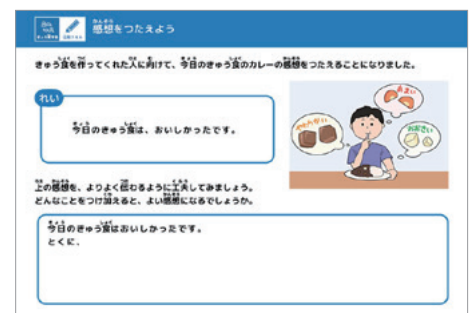 感想をつたえよう
きゅう食を作ってくれた人に向けて、今日のきゅう食のカレーの感想をつたえることになりました。
れい
今日のきゅう食は、おいしかったです。
あまい
やわらかい
おおきい
上の感想を、よりよく伝わるように工夫してみましょう。
どんなことをつけ加えると、よい感想になるでしょうか。
今日のきゅう食はおいしかったです。
とくに、